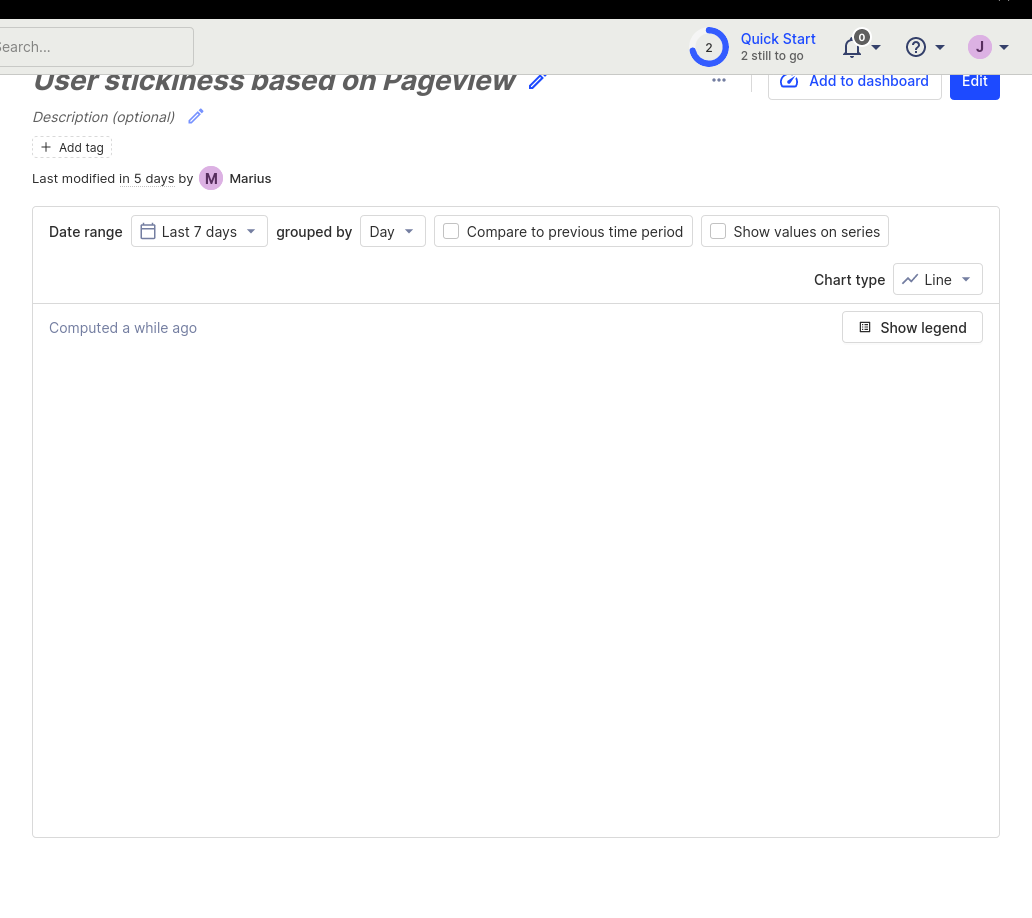 Search...
2
Quick Start
2 still to go
0
J
User stickiness based on Pageview
Add to dashboard
Edit
Description (optional)
Add tag
Last modified in 5 days by M Marius
Date range Last 7 days grouped by Day Compare to previous time period Show values on series
Chart type Line
Computed a while ago
Show legend